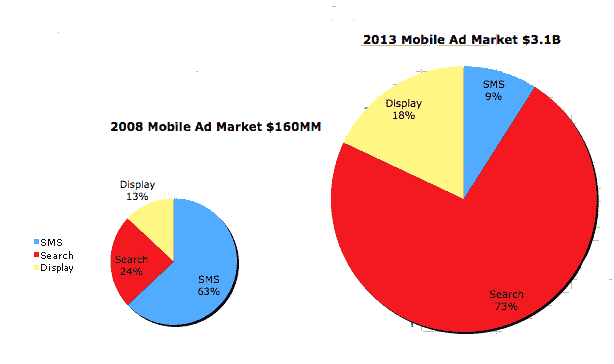 2013 Mobile Ad Market $3.1B
SMS
9%
Display
18%
Search
73%
2008 Mobile Ad Market $160MM
Display
13%
Search
24%
SMS
63%
SMS
Search
Display